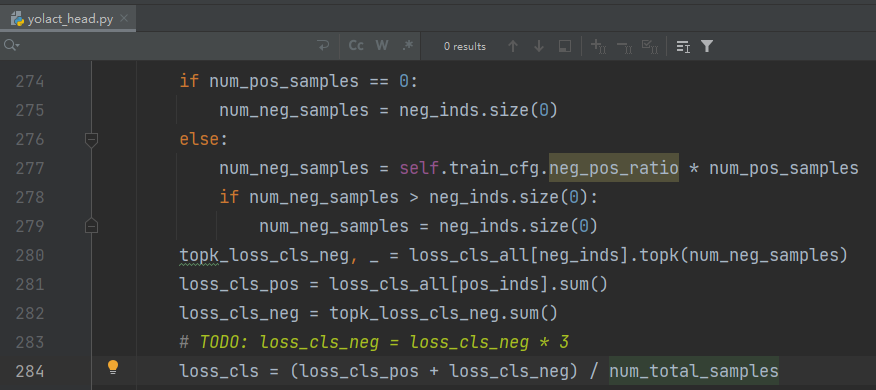 yolact_head.py
Cc W .* 0 results
274 if num_pos_samples == 0:
275 num_neg_samples = neg_inds.size(0)
276 else:
277 num_neg_samples = self.train_cfg.neg_pos_ratio * num_pos_samples
278 if num_neg_samples > neg_inds.size(0):
279 num_neg_samples = neg_inds.size(0)
280 topk_loss_cls_neg, _ = loss_cls_all[neg_inds].topk(num_neg_samples)
281 loss_cls_pos = loss_cls_all[pos_inds].sum()
282 loss_cls_neg = topk_loss_cls_neg.sum()
283 # TODO: loss_cls_neg = loss_cls_neg * 3
284 loss_cls = (loss_cls_pos + loss_cls_neg) / num_total_samples